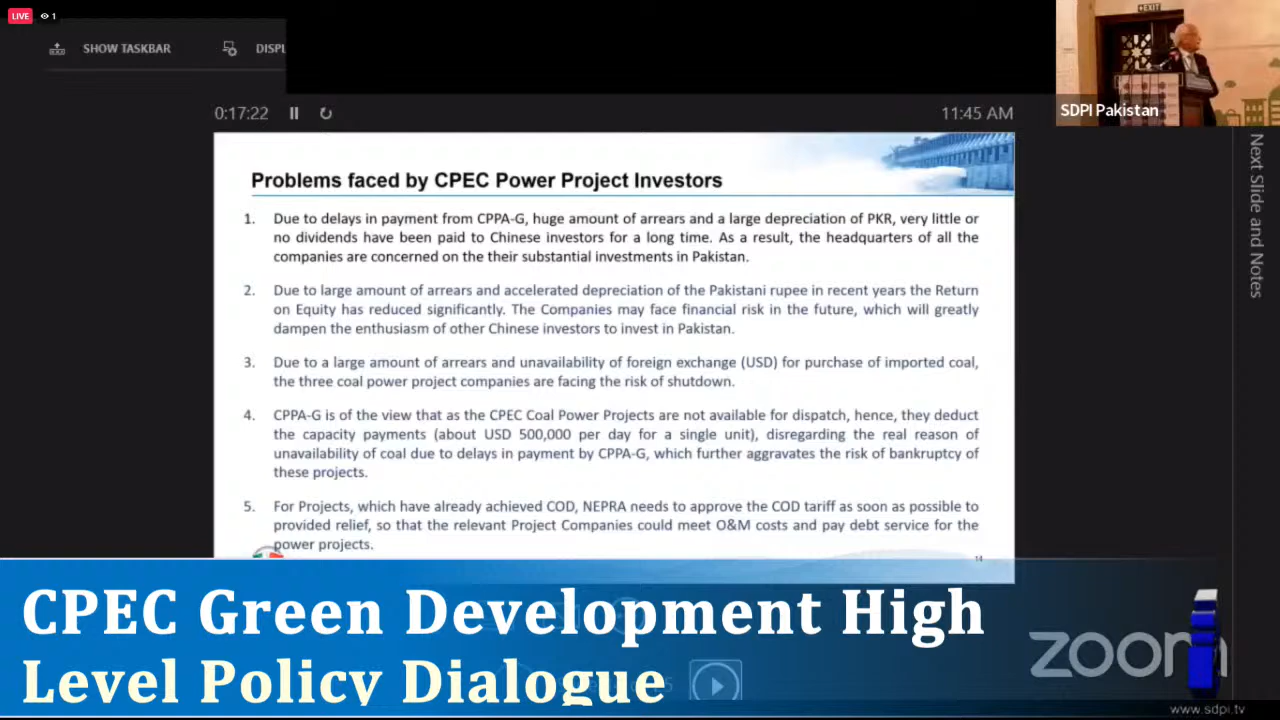 LIVE 1
SHOW TASKBAR
DISPL
EXIT
SDPI Pakistan
0:17:22
11:45 AM
Next Slide and Notes
Problems faced by CPEC Power Project Investors
1. Due to delays in payment from CPPA-G, huge amount of arrears and a large depreciation of PKR, very little or
no dividends have been paid to Chinese investors for a long time. As a result, the headquarters of all the
companies are concerned on the their substantial investments in Pakistan.
2. Due to large amount of arrears and accelerated depreciation of the Pakistani rupee in recent years the Return
on Equity has reduced significantly. The Companies may face financial risk in the future, which will greatly
dampen the enthusiasm of other Chinese investors to invest in Pakistan.
3. Due to a large amount of arrears and unavailability of foreign exchange (USD) for purchase of imported coal,
the three coal power project companies are facing the risk of shutdown.
4. CPPA-G is of the view that as the CPEC Coal Power Projects are not available for dispatch, hence, they deduct
the capacity payments (about USD 500,000 per day for a single unit), disregarding the real reason of
unavailability of coal due to delays in payment by CPPA-G, which further aggravates the risk of bankruptcy of
these projects.
5. For Projects, which have already achieved COD, NEPRA needs to approve the COD tariff as soon as possible to
provided relief, so that the relevant Project Companies could meet O&M costs and pay debt service for the
power projects.
14
CPEC Green Development High
Level Policy Dialogue
zoom
www.sdpi.tv